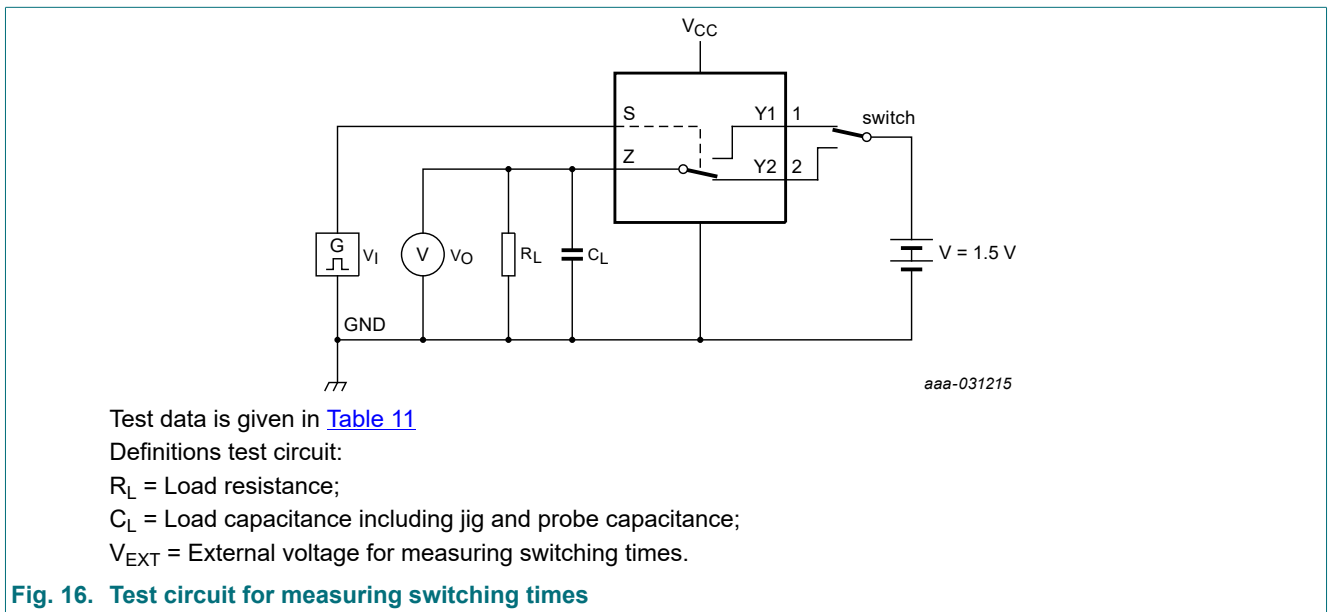 VCC
S
Y1 1
switch
Z
Y2 2
G
VI
V
VO
RL
CL
V = 1.5 V
GND
aaa-031215
Test data is given in Table 11
Definitions test circuit:
RL = Load resistance;
CL = Load capacitance including jig and probe capacitance;
VEXT = External voltage for measuring switching times.
Fig. 16. Test circuit for measuring switching times